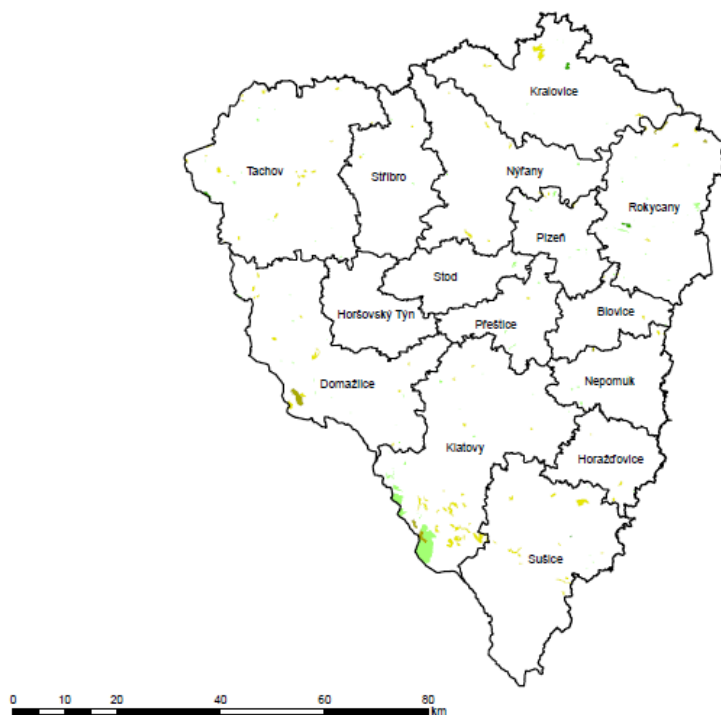 Kralovice
Tachov
Stříbro
Nýřany
Rokycany
Plzeň
Stod
Horšovský Týn
Přeštice
Blovice
Domažlice
Nepomuk
Klatovy
Horažďovice
Sušice
0 10 20 40 60 80
km